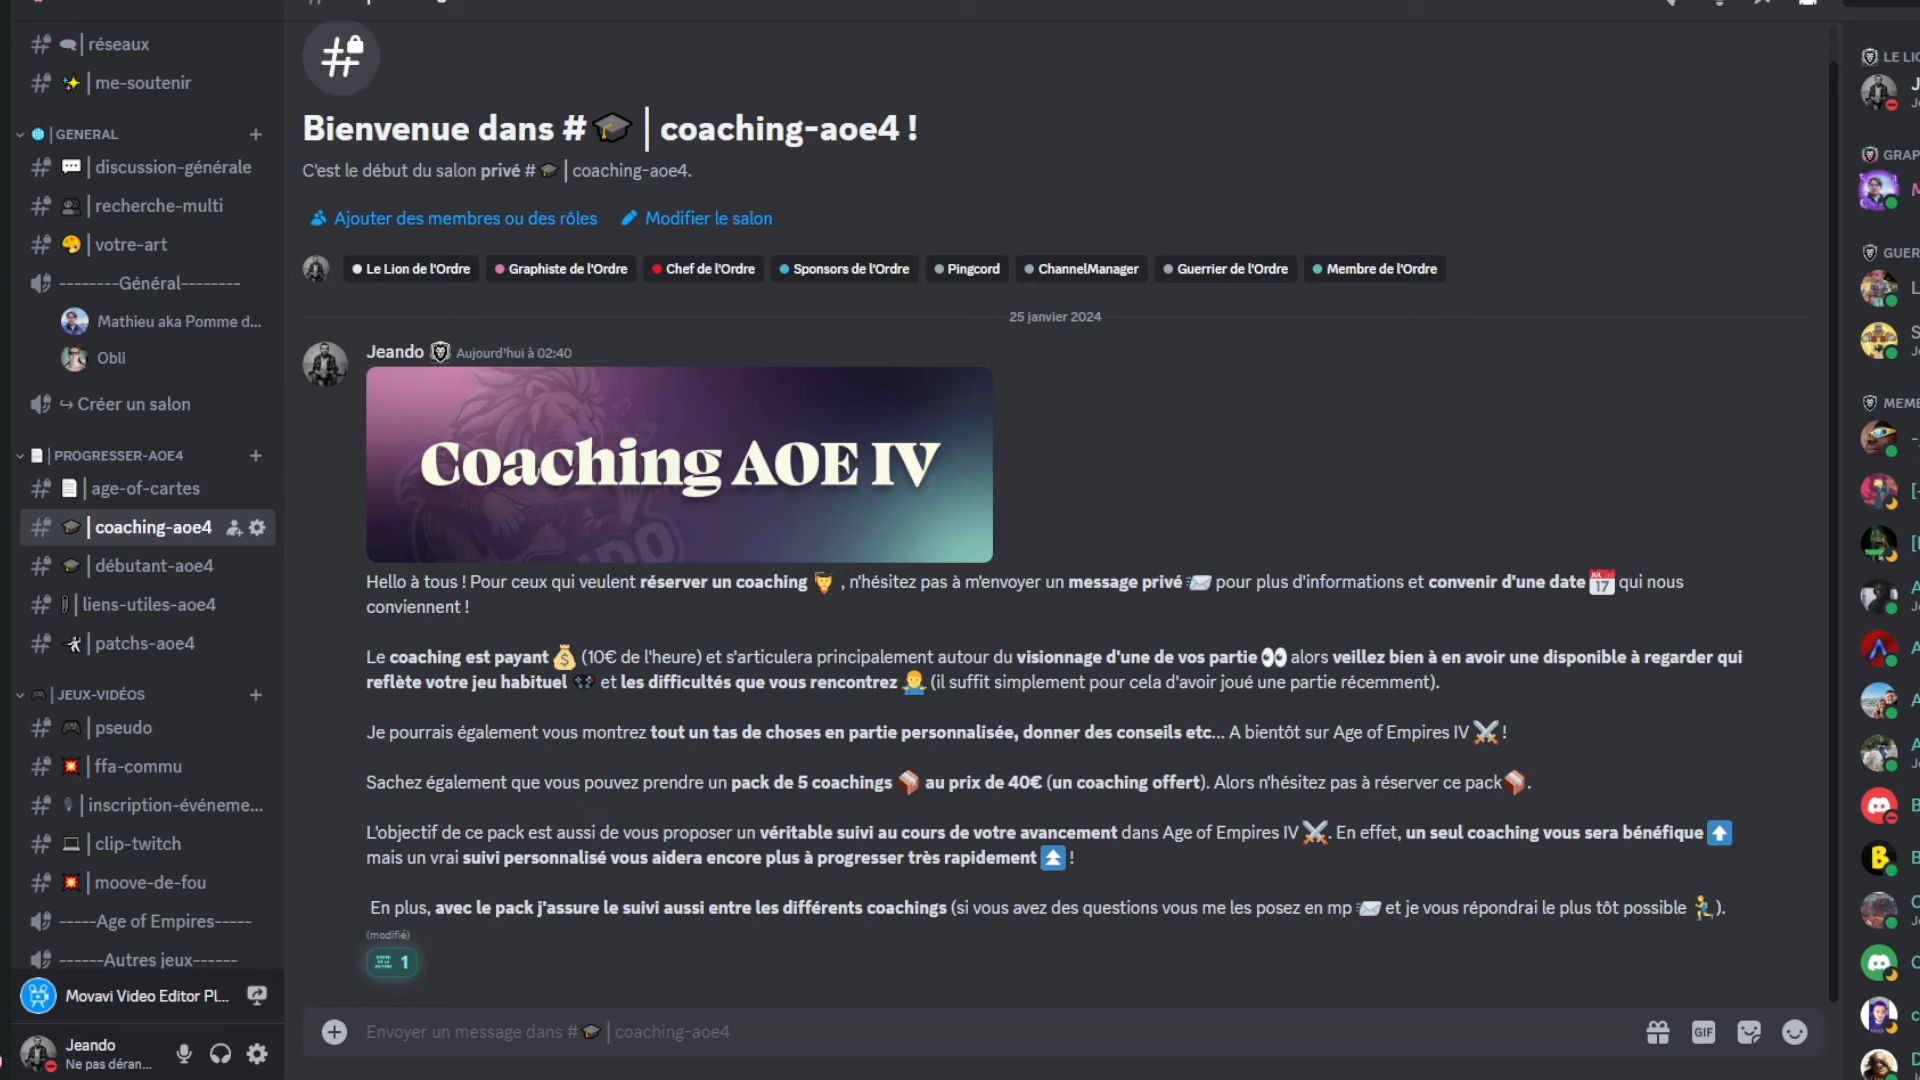 réseaux
me-soutenir
GENERAL
discussion-générale
recherche-multi
votre-art
--------Général--------
Mathieu aka Pomme d...
Obli
Créer un salon
PROGRESSER-AOE4
age-of-cartes
coaching-aoe4
débutant-aoe4
liens-utiles-aoe4
patchs-aoe4
JEUX-VIDÉOS
pseudo
ffa-commu
inscription-événeme...
clip-twitch
moove-de-fou
-----Age of Empires-----
------Autres jeux------
Movavi Video Editor Pl...
Jeando
Ne pas déran...
Bienvenue dans #🎓 | coaching-aoe4 !
C'est le début du salon privé #🎓 | coaching-aoe4.
Ajouter des membres ou des rôles Modifier le salon
Le Lion de l'Ordre Graphiste de l'Ordre Chef de l'Ordre Sponsors de l'Ordre Pingcord ChannelManager Guerrier de l'Ordre Membre de l'Ordre
25 janvier 2024
Jeando Aujourd'hui à 02:40
Coaching AOE IV
Hello à tous ! Pour ceux qui veulent réserver un coaching , n'hésitez pas à m'envoyer un message privé pour plus d'informations et convenir d'une date qui nous
conviennent !
Le coaching est payant (10€ de l'heure) et s'articulera principalement autour du visionnage d'une de vos partie alors veillez bien à en avoir une disponible à regarder qui
reflète votre jeu habituel et les difficultés que vous rencontrez (il suffit simplement pour cela d'avoir joué une partie récemment).
Je pourrais également vous montrez tout un tas de choses en partie personnalisée, donner des conseils etc... A bientôt sur Age of Empires IV !
Sachez également que vous pouvez prendre un pack de 5 coachings au prix de 40€ (un coaching offert). Alors n'hésitez pas à réserver ce pack .
L'objectif de ce pack est aussi de vous proposer un véritable suivi au cours de votre avancement dans Age of Empires IV . En effet, un seul coaching vous sera bénéfique
mais un vrai suivi personnalisé vous aidera encore plus à progresser très rapidement !
En plus, avec le pack j'assure le suivi aussi entre les différents coachings (si vous avez des questions vous me les posez en mp et je vous répondrai le plus tôt possible ).
(modifié)
1
Envoyer un message dans #🎓 | coaching-aoe4
GIF
LE LIO
GRAP
GUER
MEME